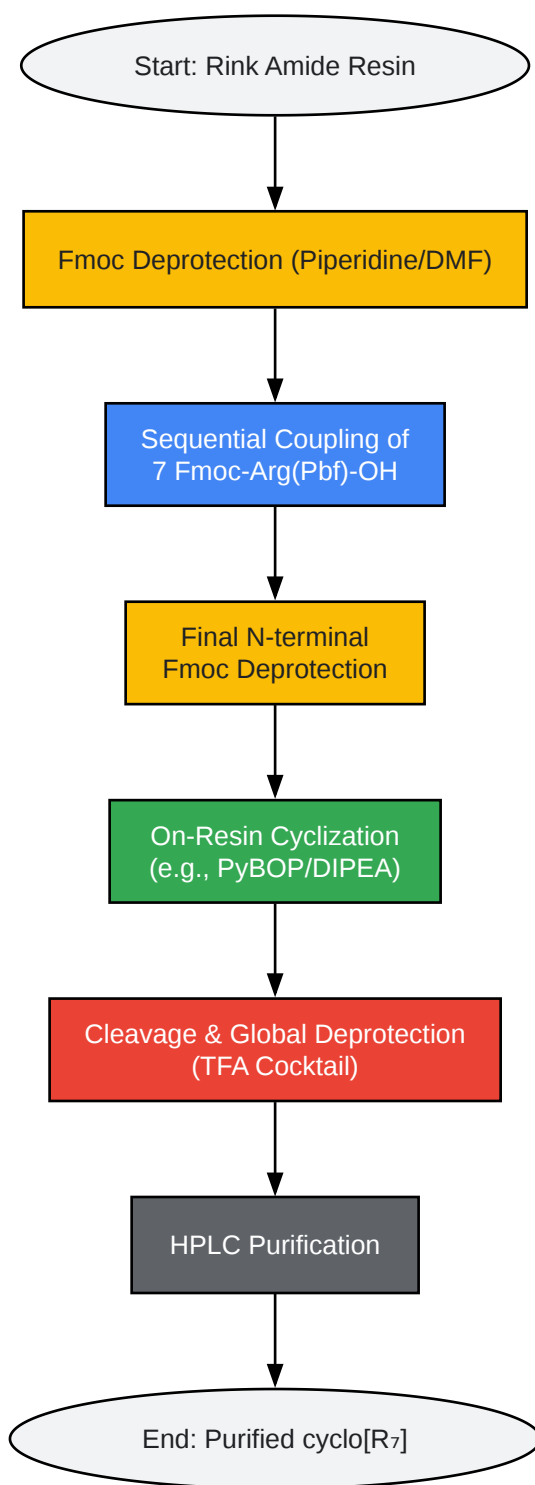 Start: Rink Amide Resin
Fmoc Deprotection (Piperidine/DMF)
Sequential Coupling of
7 Fmoc-Arg(Pbf)-OH
Final N-terminal
Fmoc Deprotection
On-Resin Cyclization
(e.g., PyBOP/DIPEA)
Cleavage & Global Deprotection
(TFA Cocktail)
HPLC Purification
End: Purified cyclo[R₇]